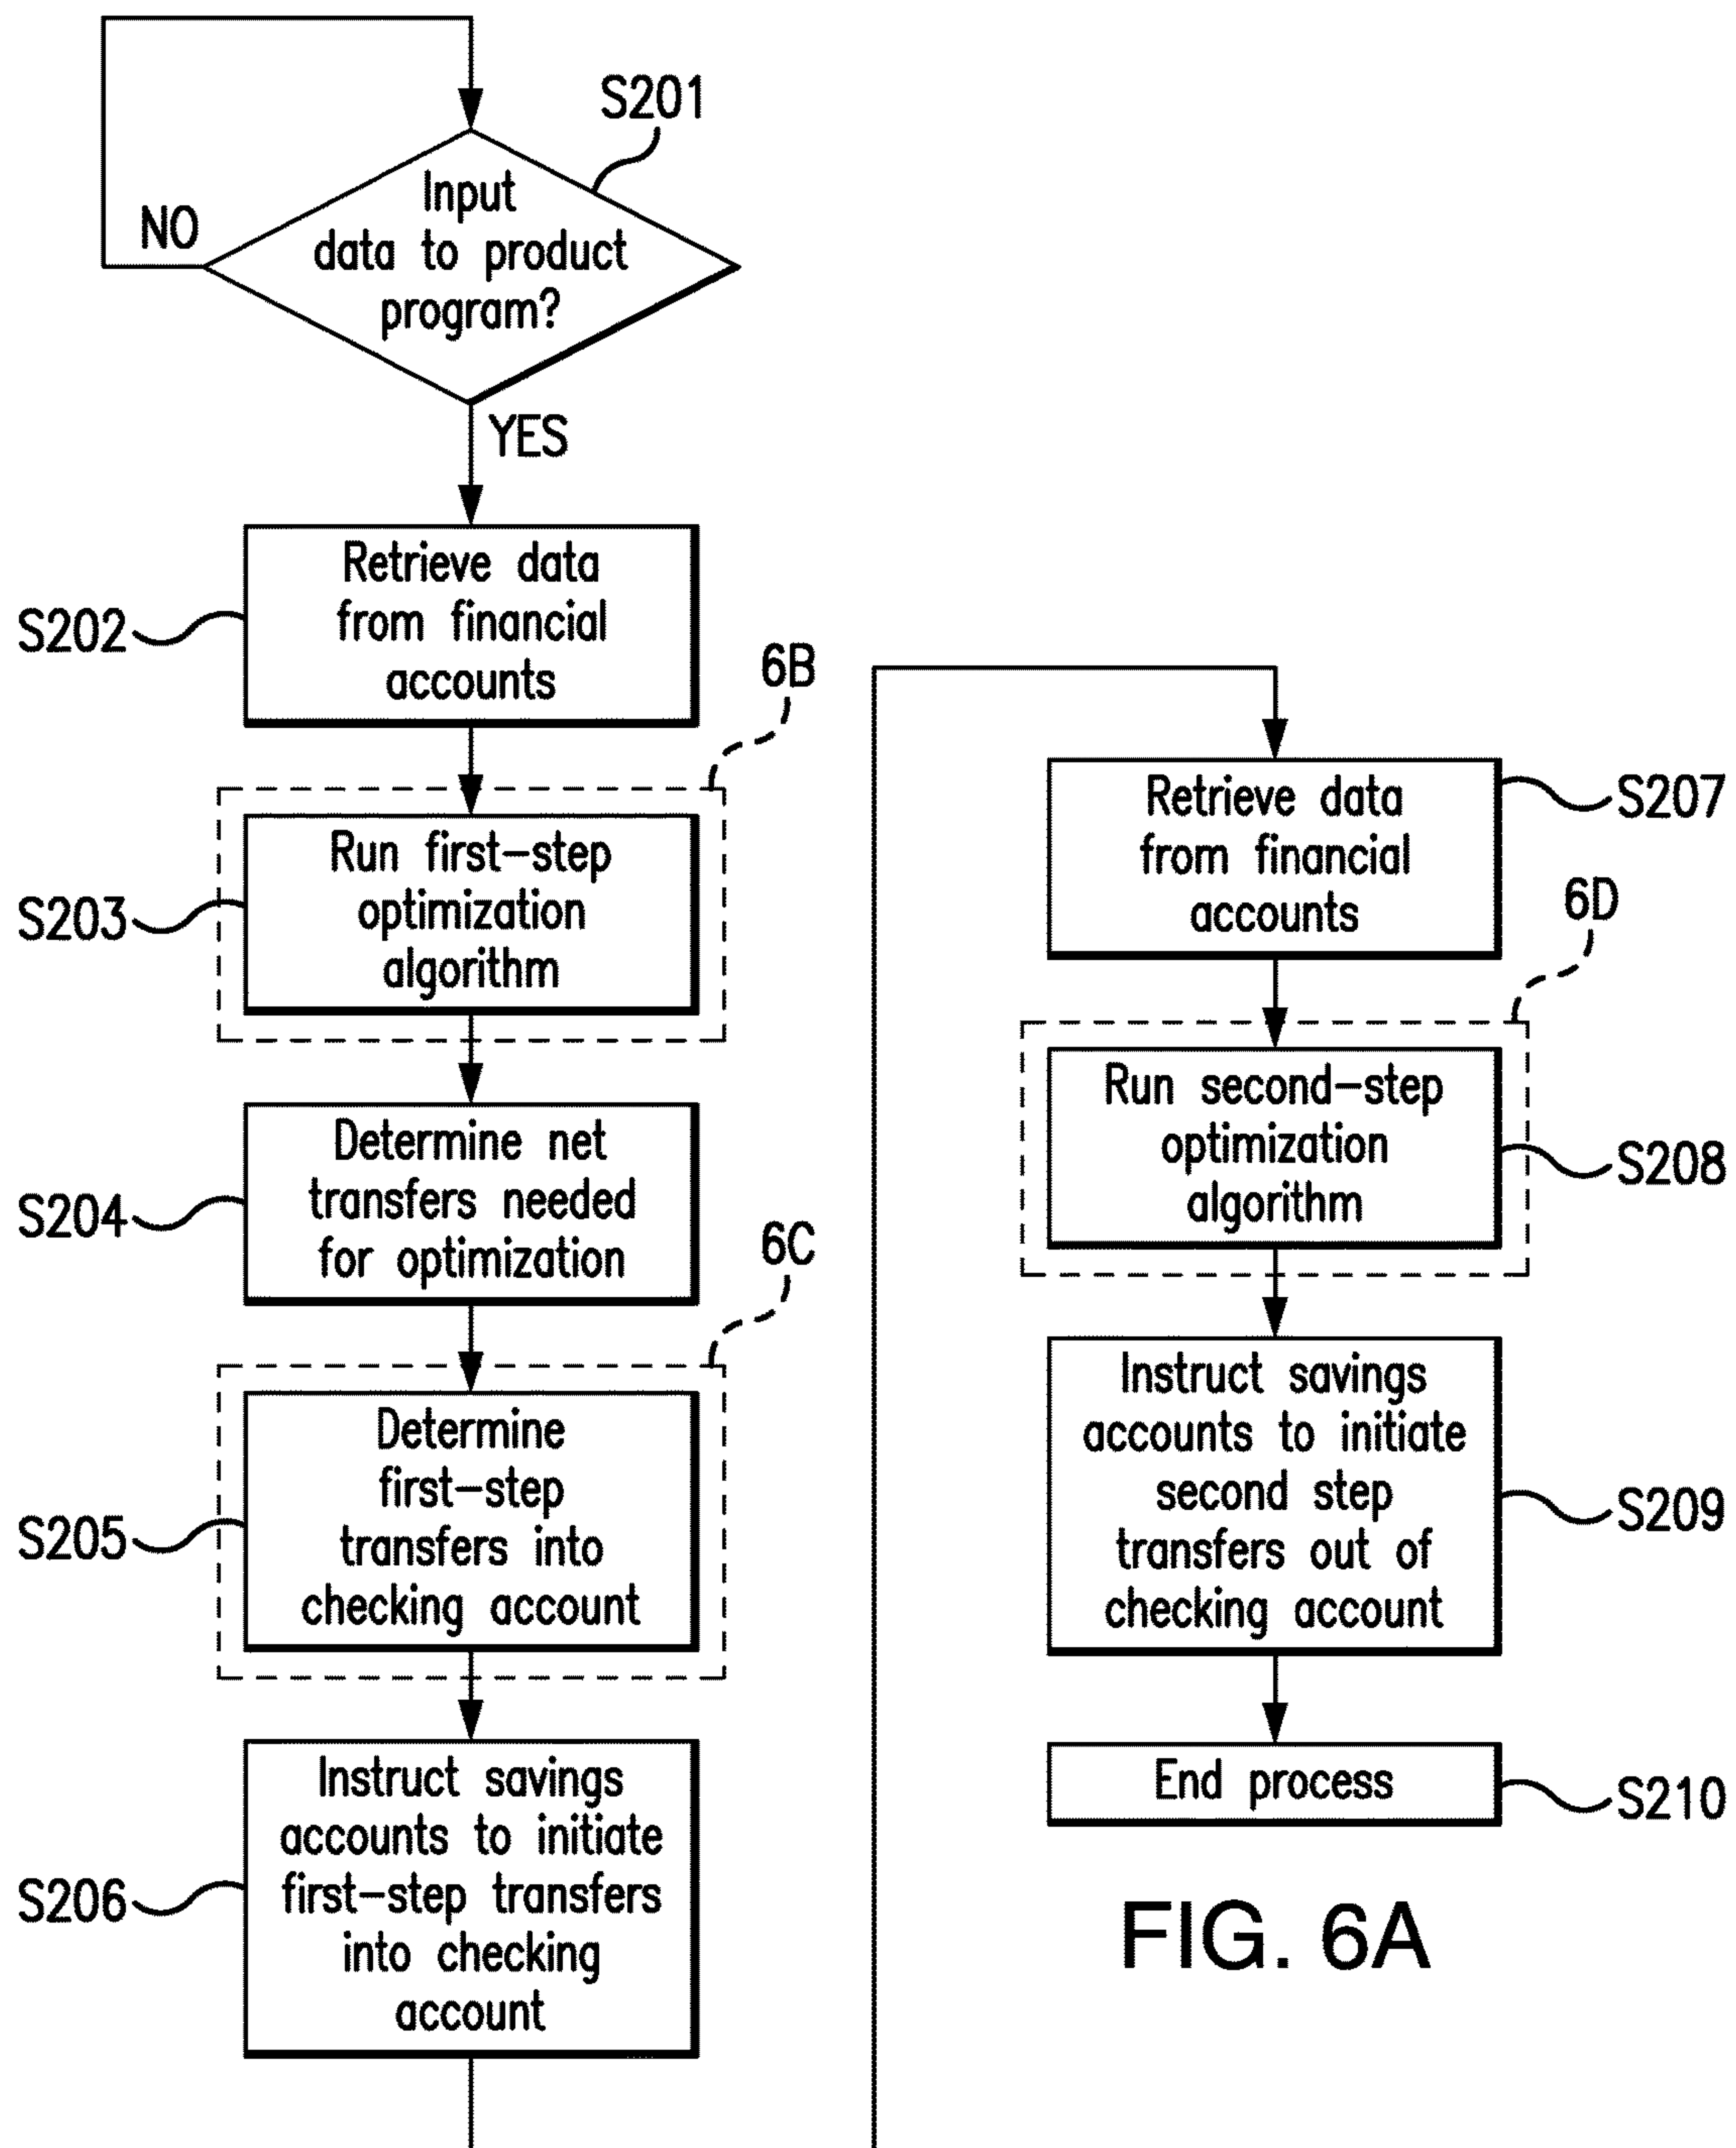 S201
Input
data to product
program?
NO
YES
S202
Retrieve data
from financial
accounts
6B
S203
Run first-step
optimization
algorithm
S204
Determine net
transfers needed
for optimization
6C
S205
Determine
first-step
transfers into
checking account
S206
Instruct savings
accounts to initiate
first-step transfers
into checking
account
S207
Retrieve data
from financial
accounts
6D
S208
Run second-step
optimization
algorithm
S209
Instruct savings
accounts to initiate
second step
transfers out of
checking account
S210
End process
FIG. 6A